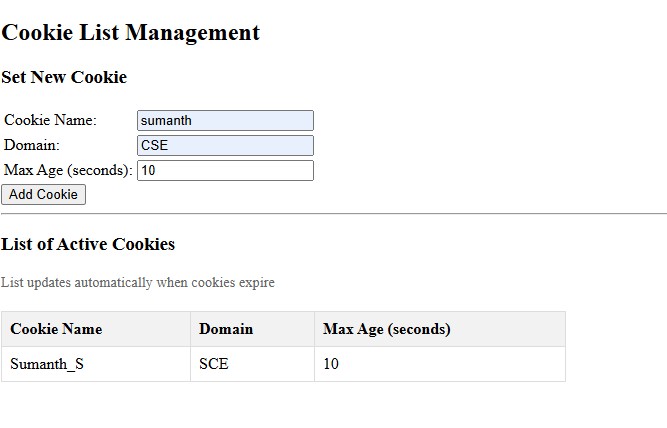 Cookie List Management
Set New Cookie
Cookie Name: sumanth
Domain: CSE
Max Age (seconds): 10
Add Cookie
List of Active Cookies
List updates automatically when cookies expire
Cookie Name Domain Max Age (seconds)
Sumanth_S SCE 10